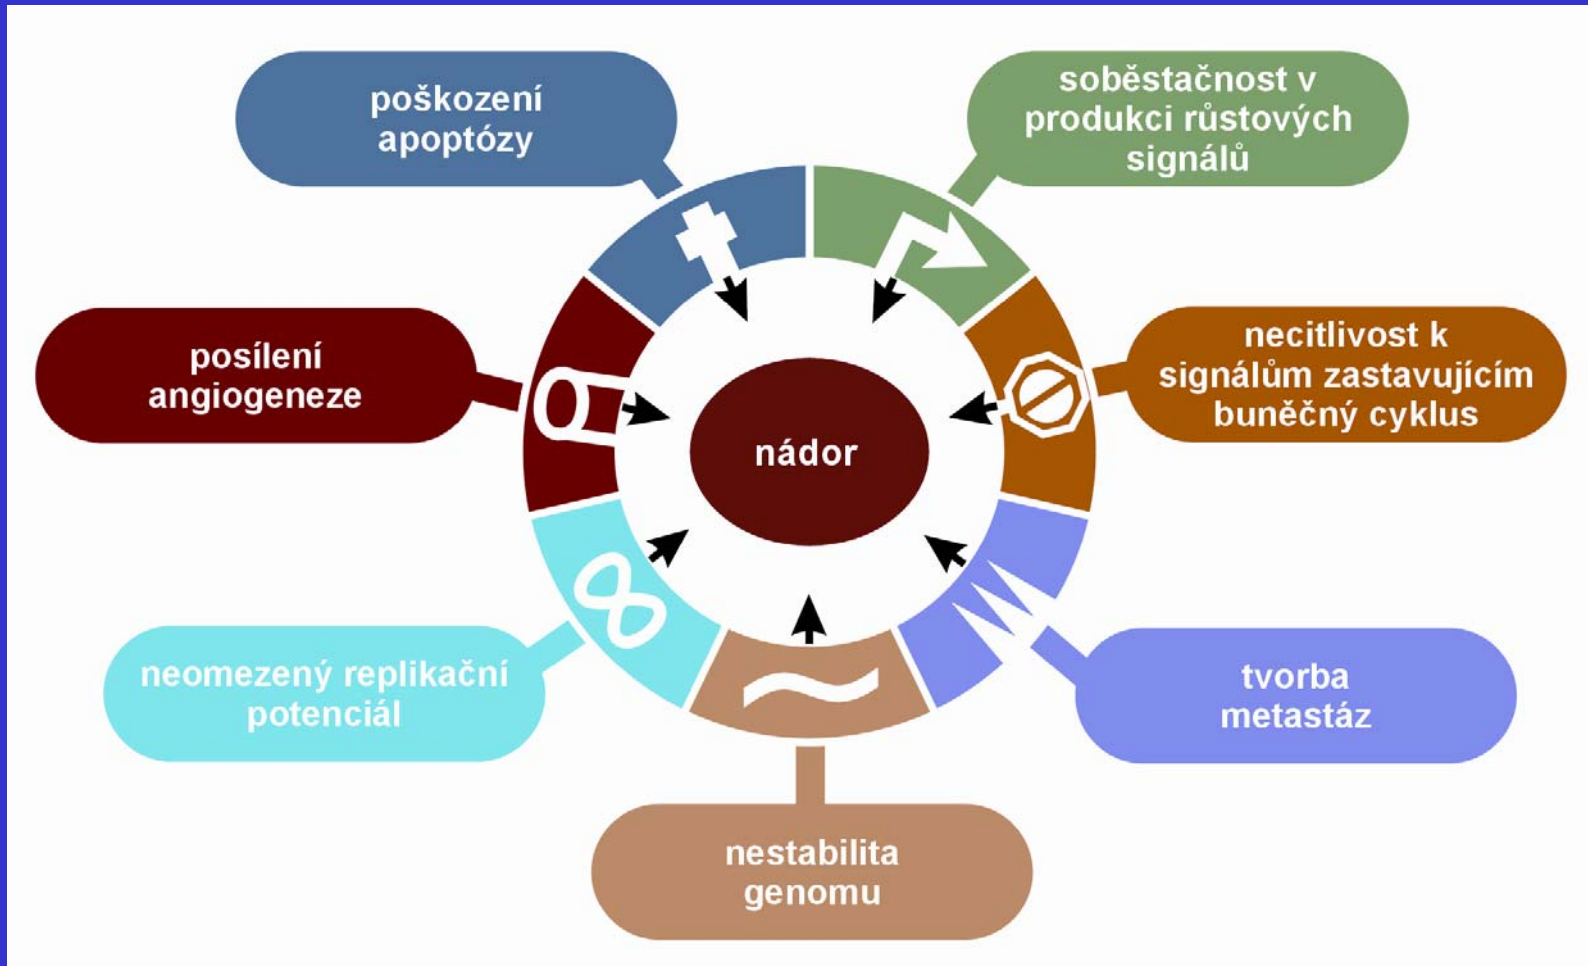 poškození
apoptózy
soběstačnost v
produkci růstových
signálů
posílení
angiogeneze
necitlivost k
signálům zastavujícím
buněčný cyklus
nádor
neomezený replikační
potenciál
tvorba
metastáz
nestabilita
genomu